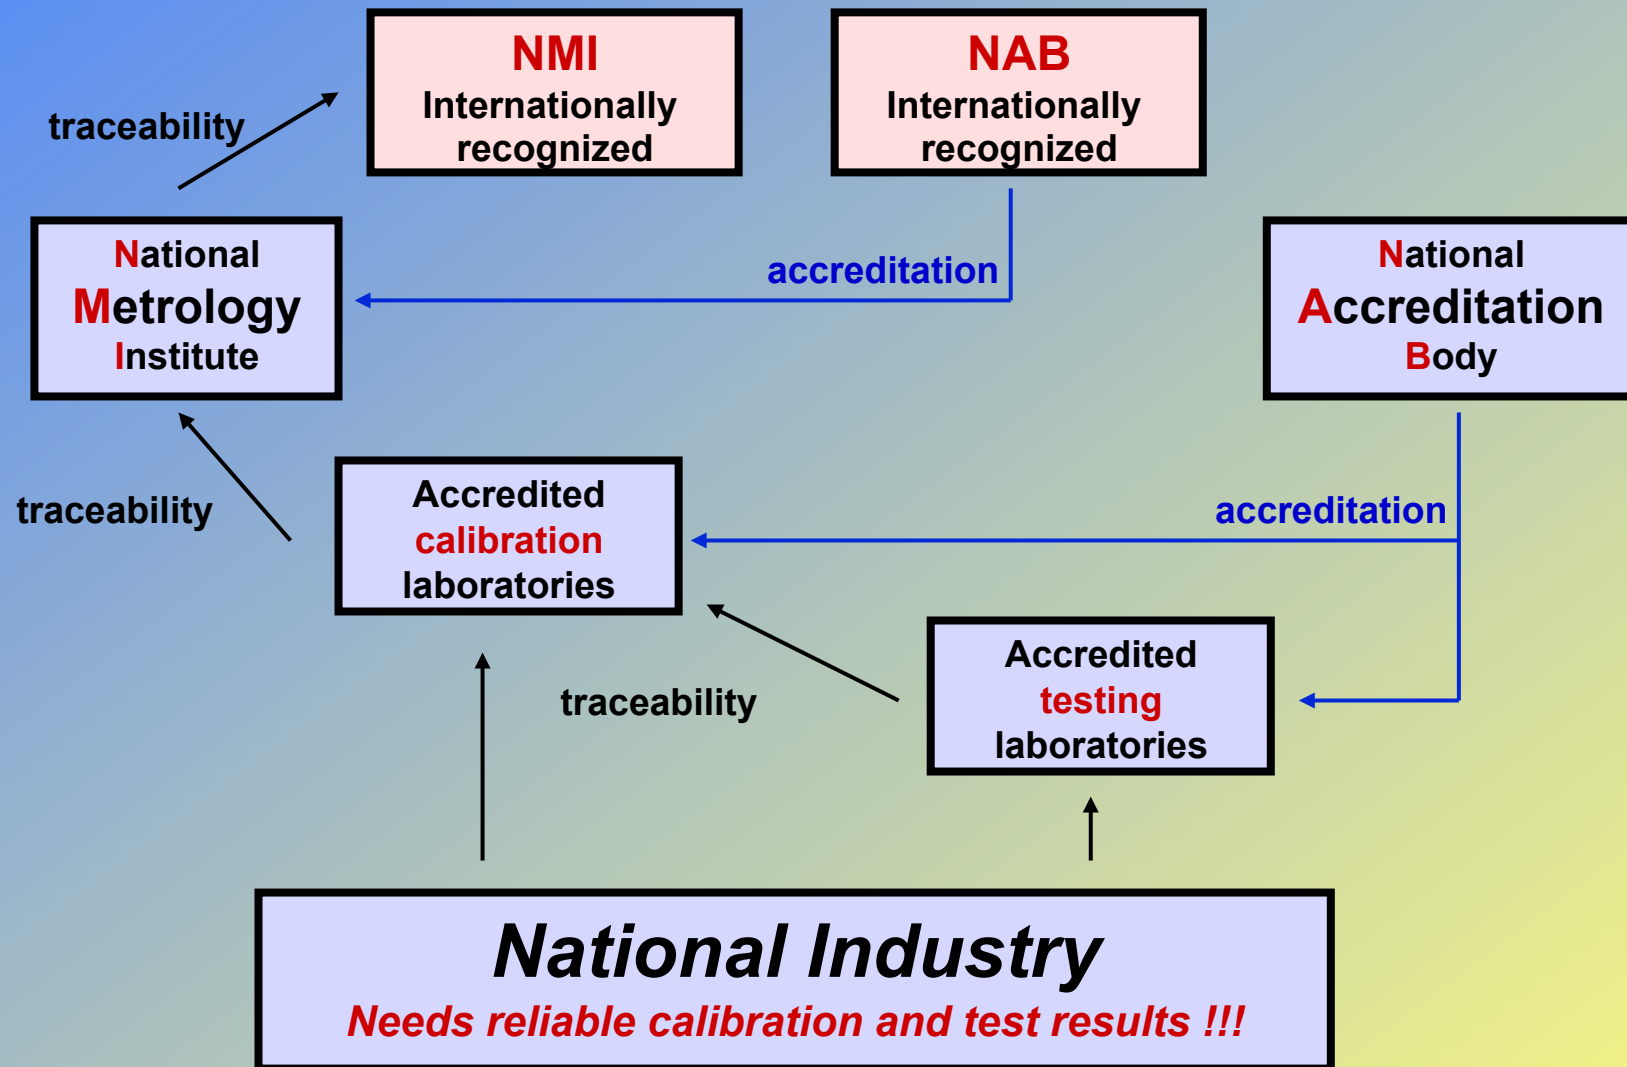 NMI
Internationally
recognized
NAB
Internationally
recognized
traceability
National
Metrology
Institute
accreditation
National
Accreditation
Body
traceability
Accredited
calibration
laboratories
accreditation
Accredited
testing
laboratories
traceability
National Industry
Needs reliable calibration and test results !!!